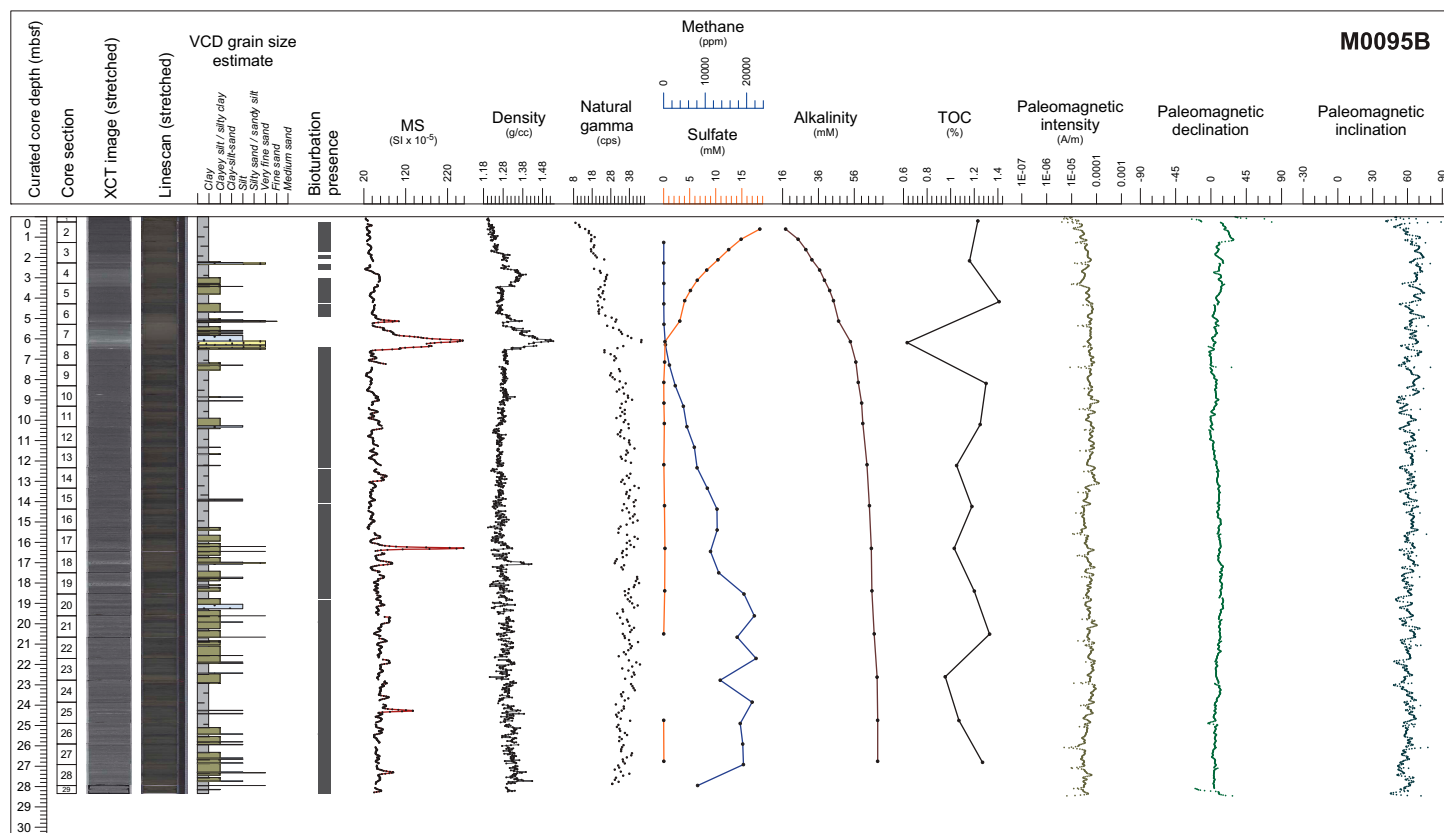 M0095B
Curated core depth (mbsf)
Core section
XCT image (stretched)
Linescan (stretched)
VCD grain size
estimate
Clay
Clayey silt / silty clay
Clay-silt-sand
Silt
Silty sand / sandy silt
Very fine sand
Fine sand
Medium sand
Bioturbation
presence
MS
(SI x 10-5)
20 120 220
Density
(g/cc)
1.18 1.28 1.38 1.48
Natural
gamma
(cps)
8 18 28 38
Methane
(ppm)
0 10000 20000
Sulfate
(mM)
0 5 10 15
Alkalinity
(mM)
16 36 56
TOC
(%)
0.6 0.8 1 1.2 1.4
Paleomagnetic
intensity
(A/m)
1E-07 1E-06 1E-05 0.0001 0.001
Paleomagnetic
declination
-90 -45 0 45 90
Paleomagnetic
inclination
-30 0 30 60 90
0
1
2
3
4
5
6
7
8
9
10
11
12
13
14
15
16
17
18
19
20
21
22
23
24
25
26
27
28
29
30
2
3
4
5
6
7
8
9
10
11
12
13
14
15
16
17
18
19
20
21
22
23
24
25
26
27
28
29